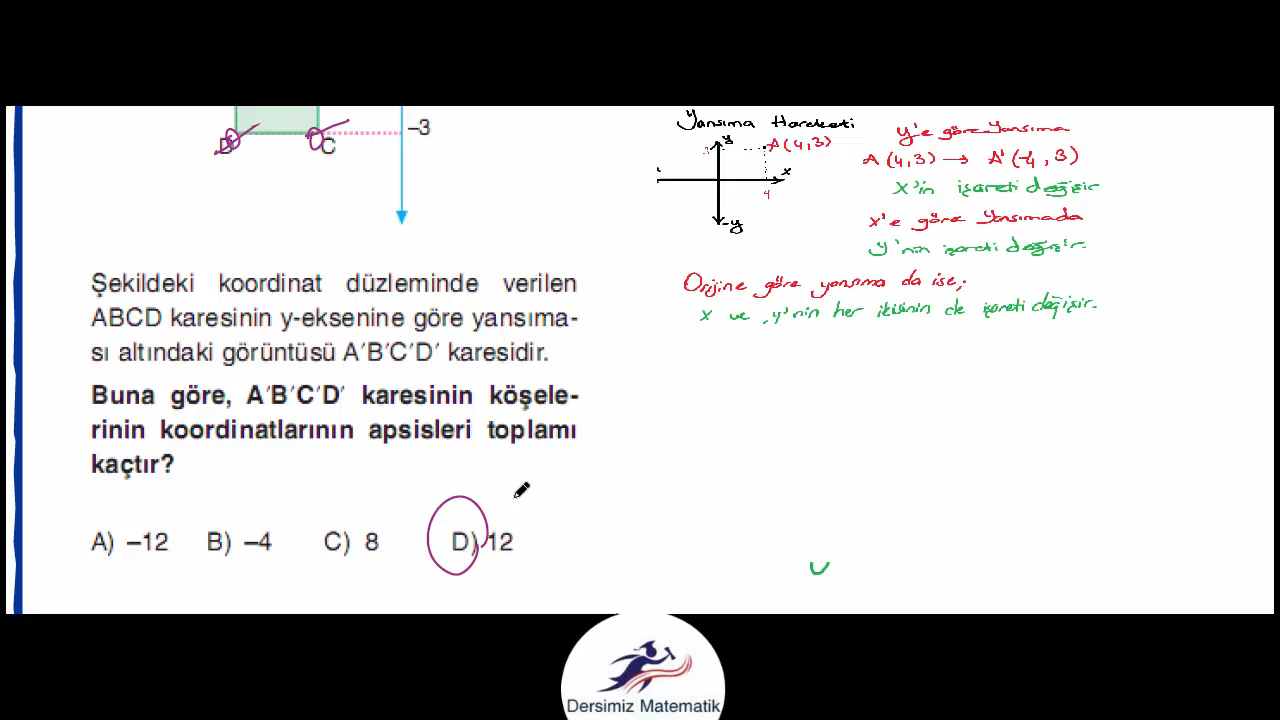 D
C
–3
Şekildeki koordinat düzleminde verilen
ABCD karesinin y-eksenine göre yansıma-
sı altındaki görüntüsü A′B′C′D′ karesidir.
Buna göre, A′B′C′D′ karesinin köşele-
rinin koordinatlarının apsisleri toplamı
kaçtır?
A) –12 B) –4 C) 8 D) 12
Yansıma Hareketi
y
A(4,3)
x
4
-y
y'e göre Yansıma
A(4,3) → A'(-4,3)
X'in işareti değişir
x'e göre Yansımada
y'nin işareti değişir.
Orijine göre yansıma da ise;
x ve y'nin her ikisinin de işareti değişir.
Dersimiz Matematik